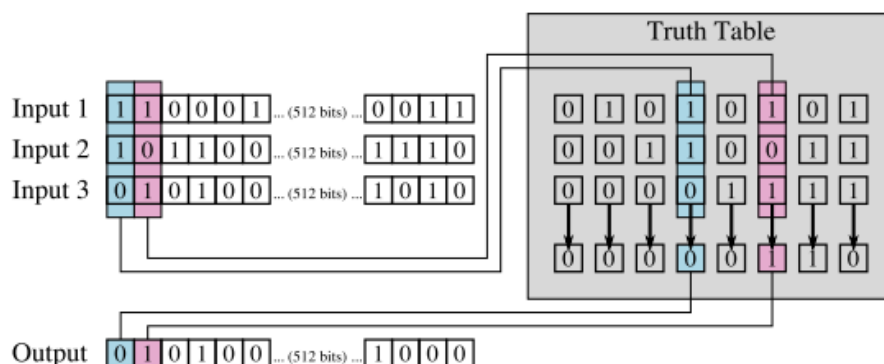 Truth Table
Input 1 1 1 0 0 0 1 ... (512 bits) ... 0 0 1 1 0 1 0 1 0 1 0 1
Input 2 1 0 1 1 0 0 ... (512 bits) ... 1 1 1 0 0 0 1 1 0 0 1 1
Input 3 0 1 0 1 0 0 ... (512 bits) ... 1 0 1 0 0 0 0 0 1 1 1 1
0 0 0 0 0 1 1 0
Output 0 1 0 1 0 0 ... (512 bits) ... 1 0 0 0